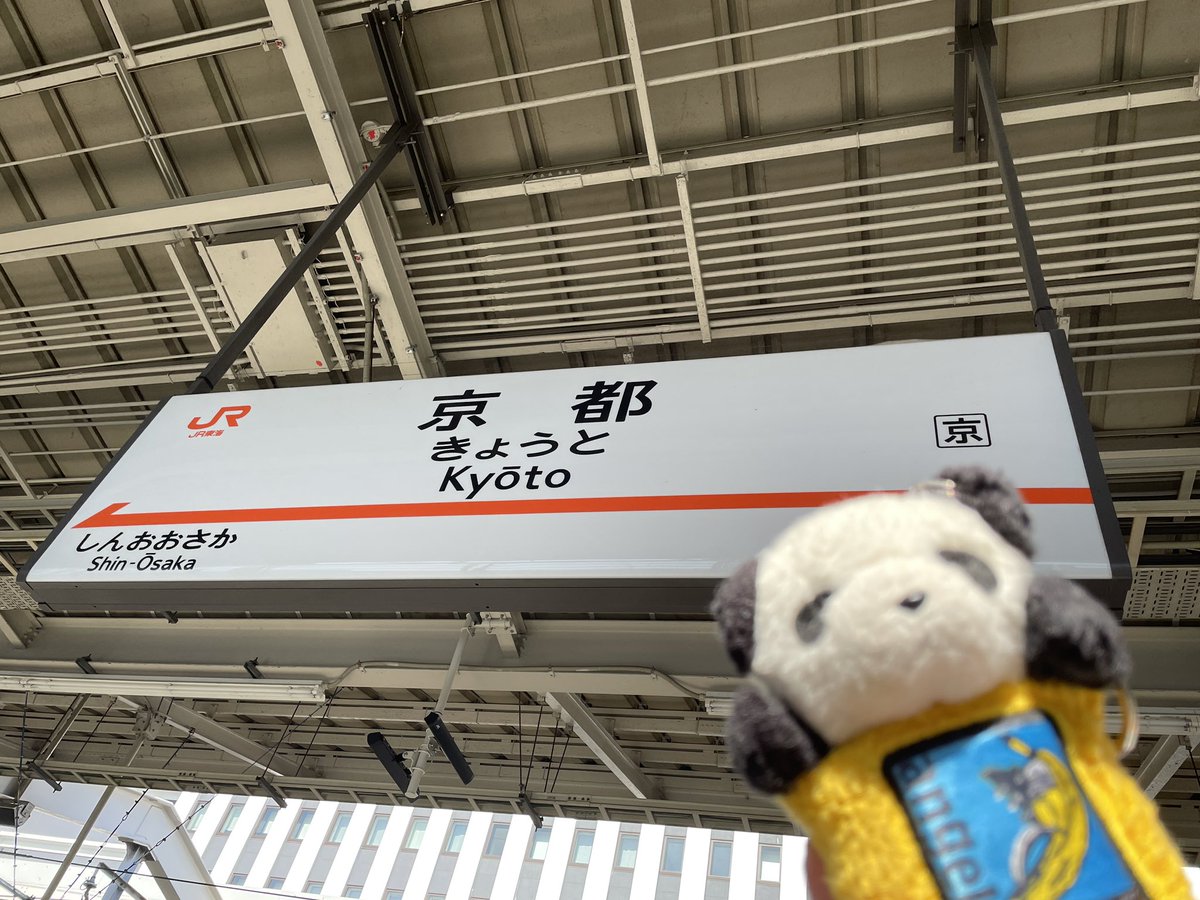 JR
JR東海
京都
きょうと
Kyōto
京
しんおおさか
Shin-Ōsaka